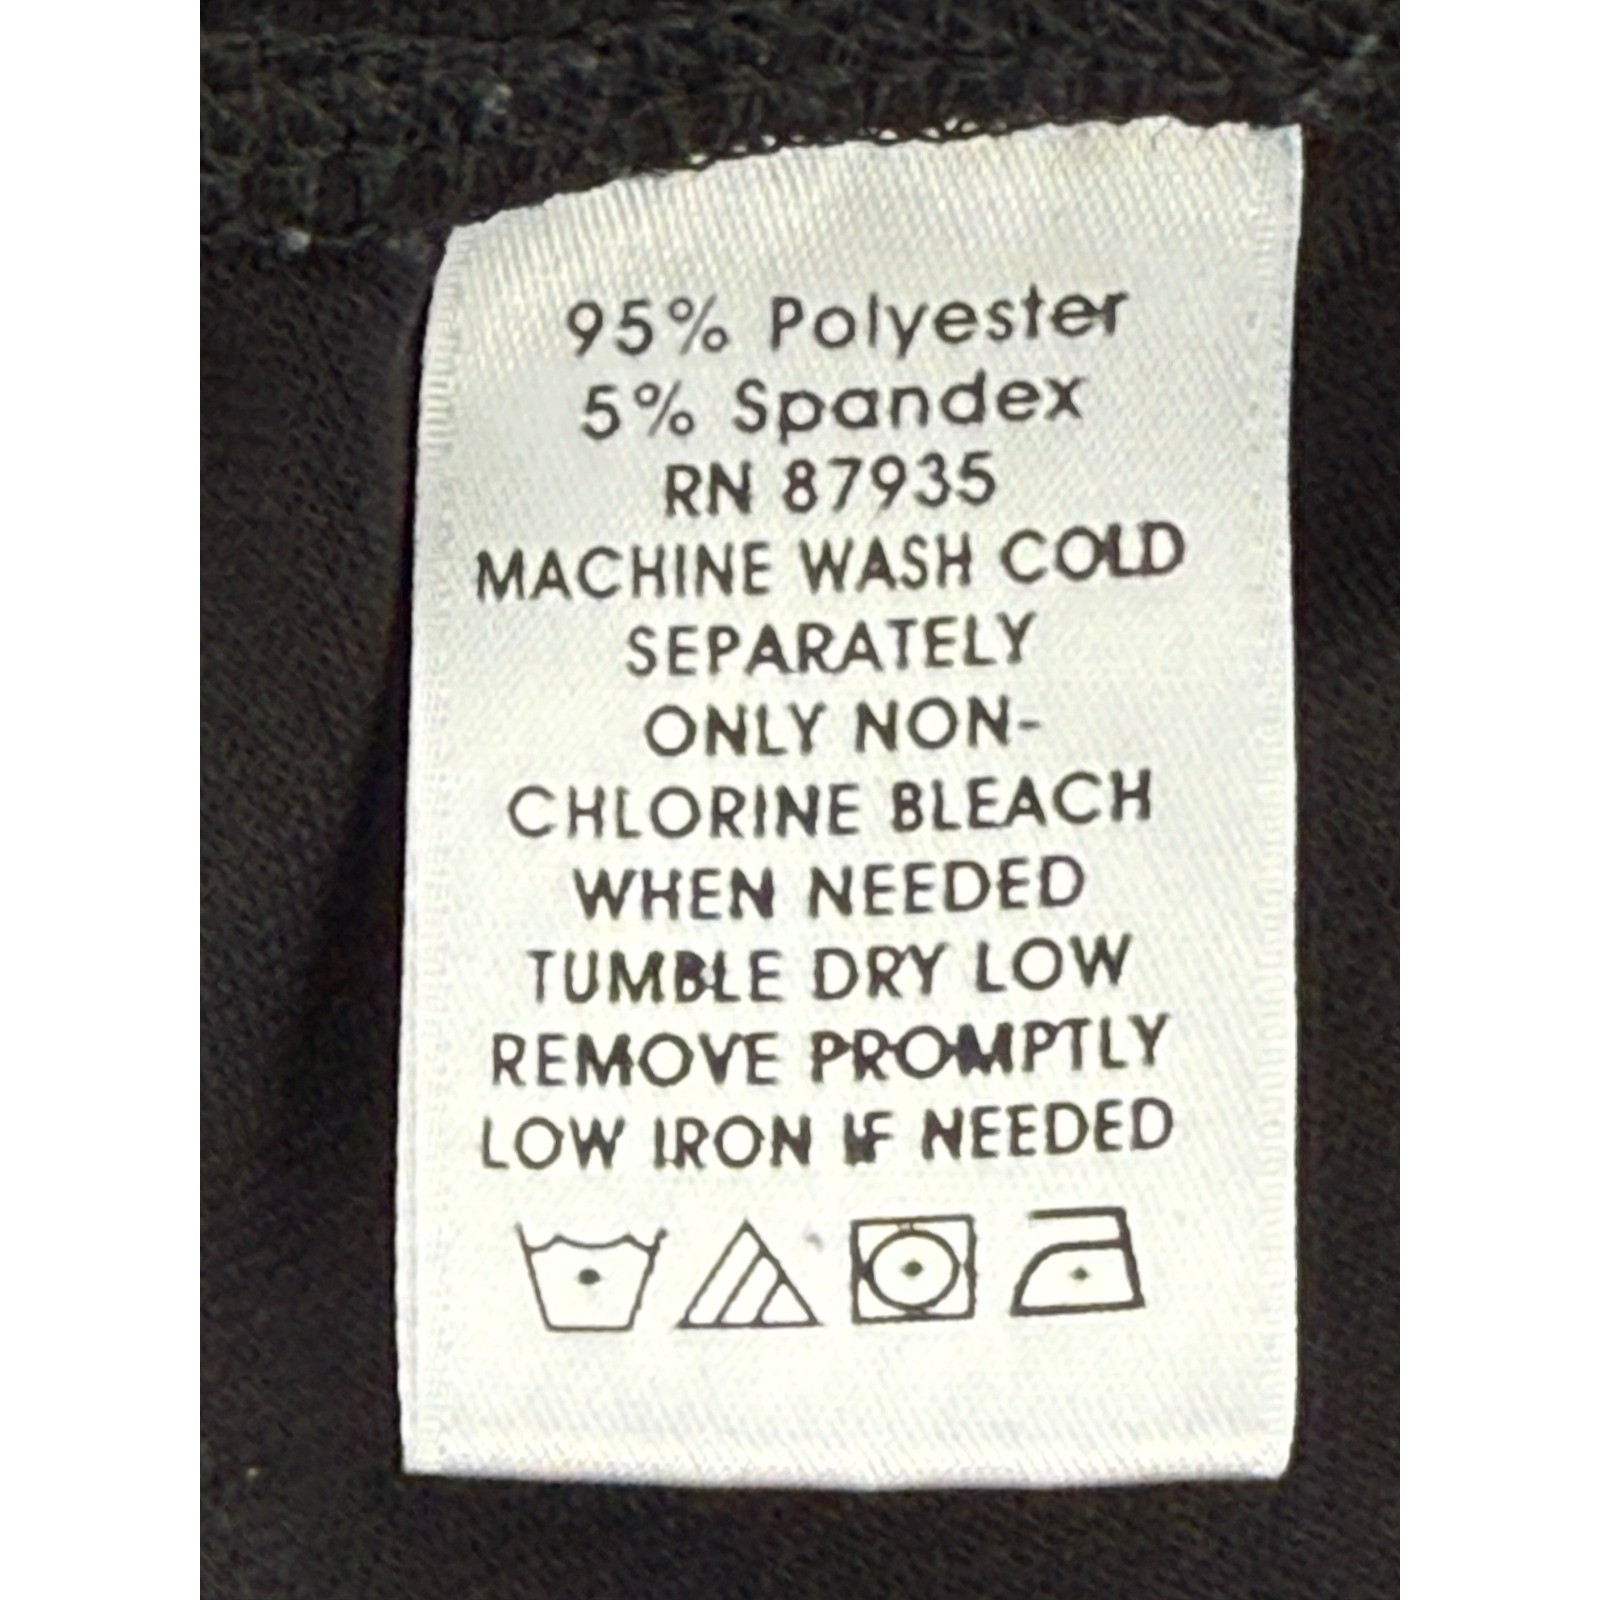 95% Polyester
5% Spandex
RN 87935
MACHINE WASH COLD
SEPARATELY
ONLY NON-
CHLORINE BLEACH
WHEN NEEDED
TUMBLE DRY LOW
REMOVE PROMPTLY
LOW IRON IF NEEDED